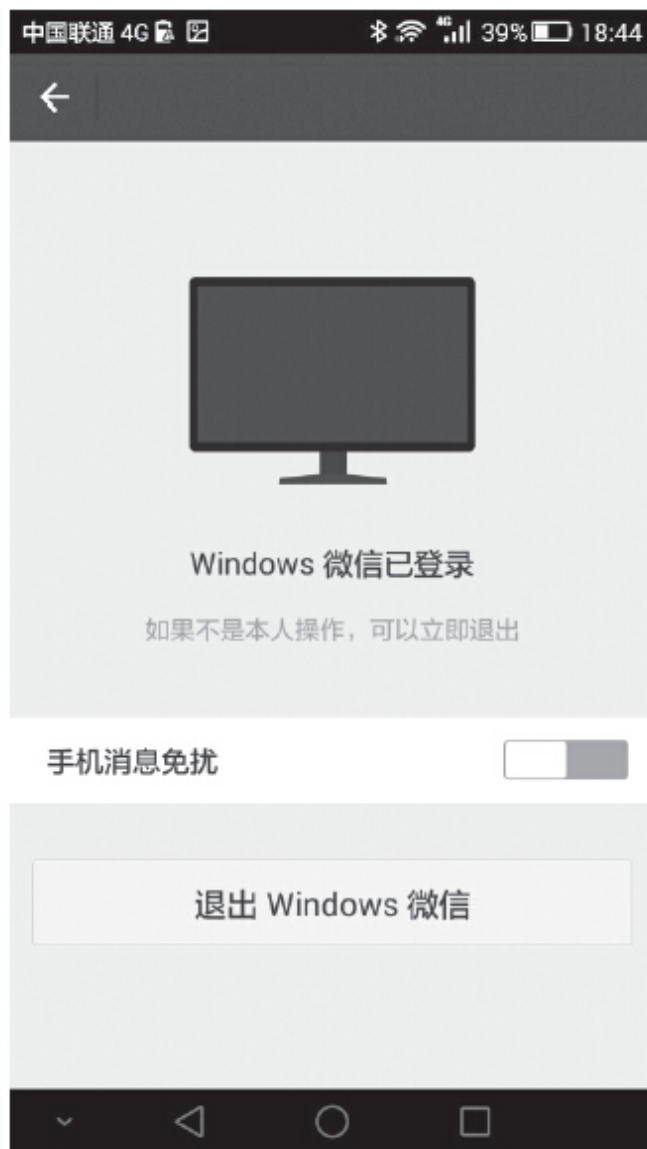 中国联通 4G 39% 18:44
Windows 微信已登录
如果不是本人操作，可以立即退出
手机消息免扰
退出 Windows 微信